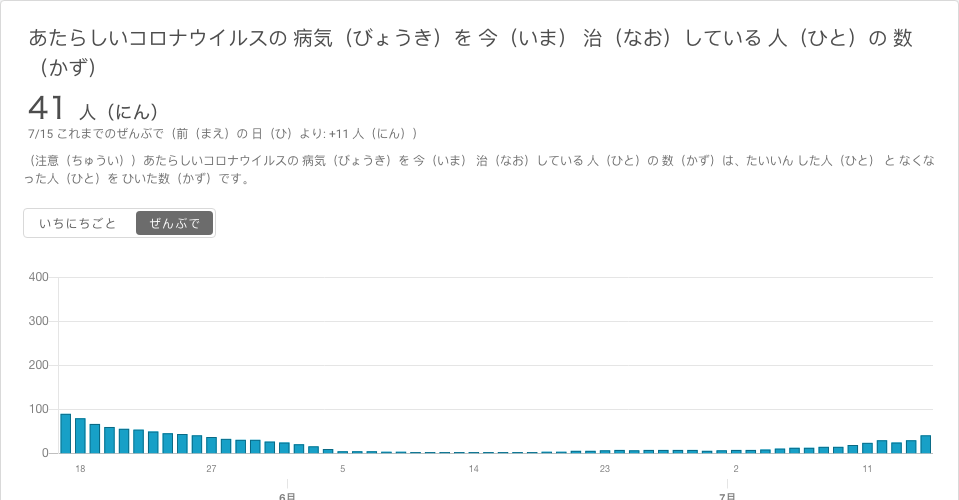 あたらしいコロナウイルスの 病気（びょうき）を 今（いま） 治（なお）している 人（ひと）の 数
（かず）
41 人（にん）
7/15 これまでのぜんぶで（前（まえ）の 日（ひ）より: +11 人（にん））
（注意（ちゅうい））あたらしいコロナウイルスの 病気（びょうき）を 今（いま） 治（なお）している 人（ひと）の 数（かず）は、たいいん した人（ひと） と なくな
った人（ひと）を ひいた数（かず）です。
いちにちごと ぜんぶで
400
300
200
100
0
18 27 5 14 23 2 11
6月 7月